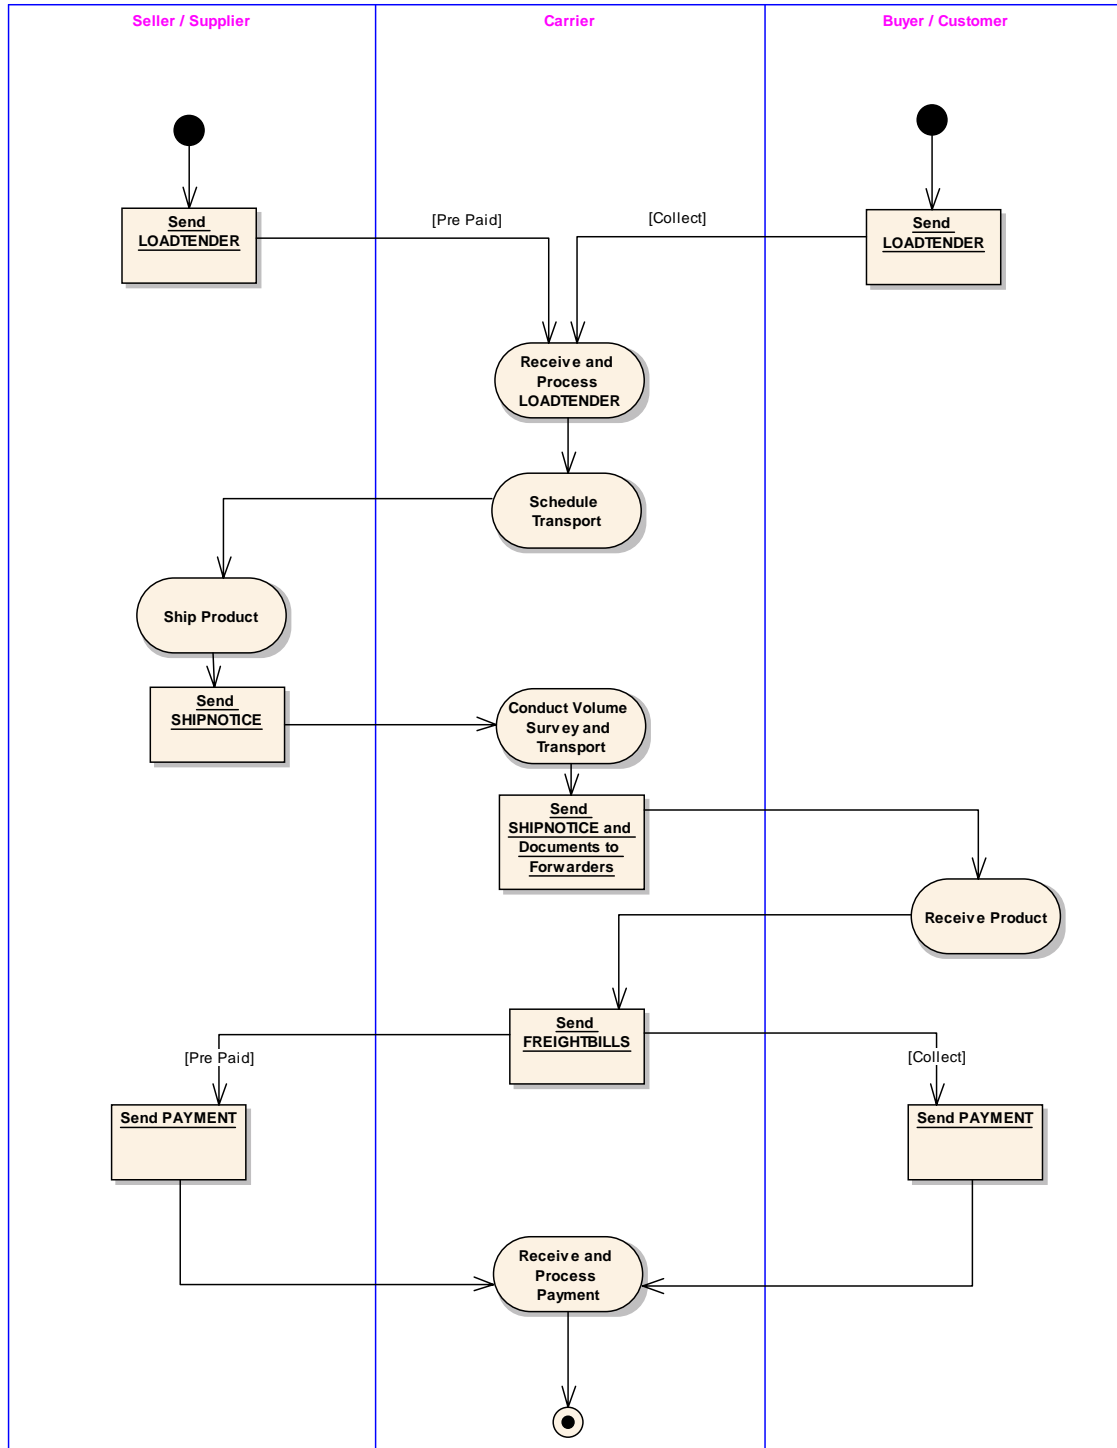 Seller / Supplier
Carrier
Buyer / Customer
Send
LOADTENDER
[Pre Paid]
[Collect]
Send
LOADTENDER
Receive and
Process
LOADTENDER
Schedule
Transport
Ship Product
Send
SHIPNOTICE
Conduct Volume
Survey and
Transport
Send
SHIPNOTICE and
Documents to
Forwarders
Receive Product
Send
FREIGHTBILLS
[Pre Paid]
[Collect]
Send PAYMENT
Send PAYMENT
Receive and
Process
Payment